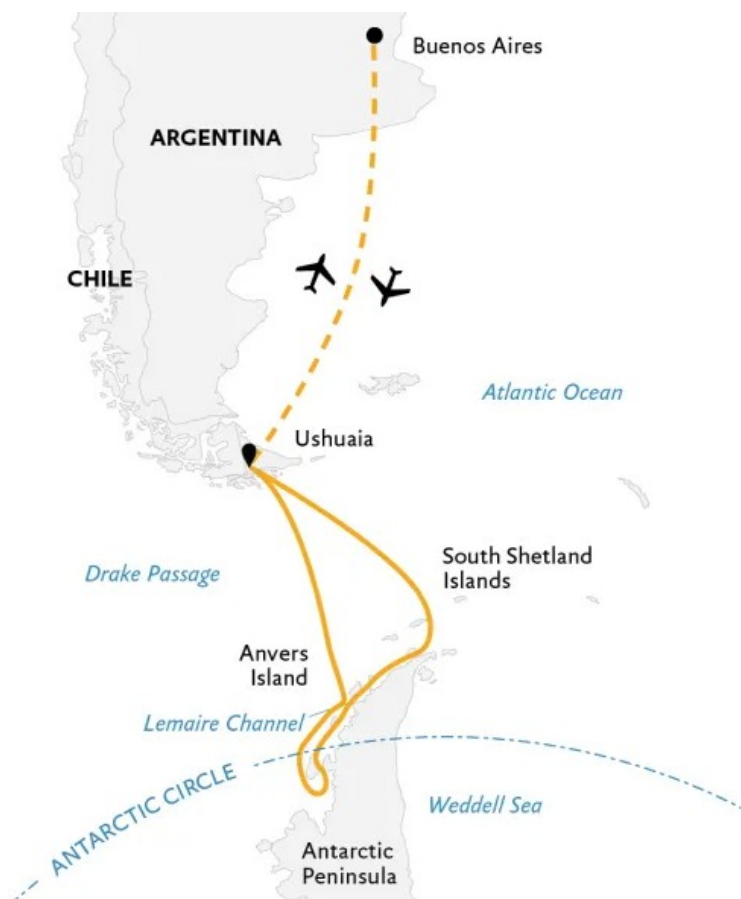 Buenos Aires
ARGENTINA
CHILE
Atlantic Ocean
Ushuaia
South Shetland
Islands
Drake Passage
Anvers
Island
Lemaire Channel
ANTARCTIC CIRCLE
Weddell Sea
Antarctic
Peninsula